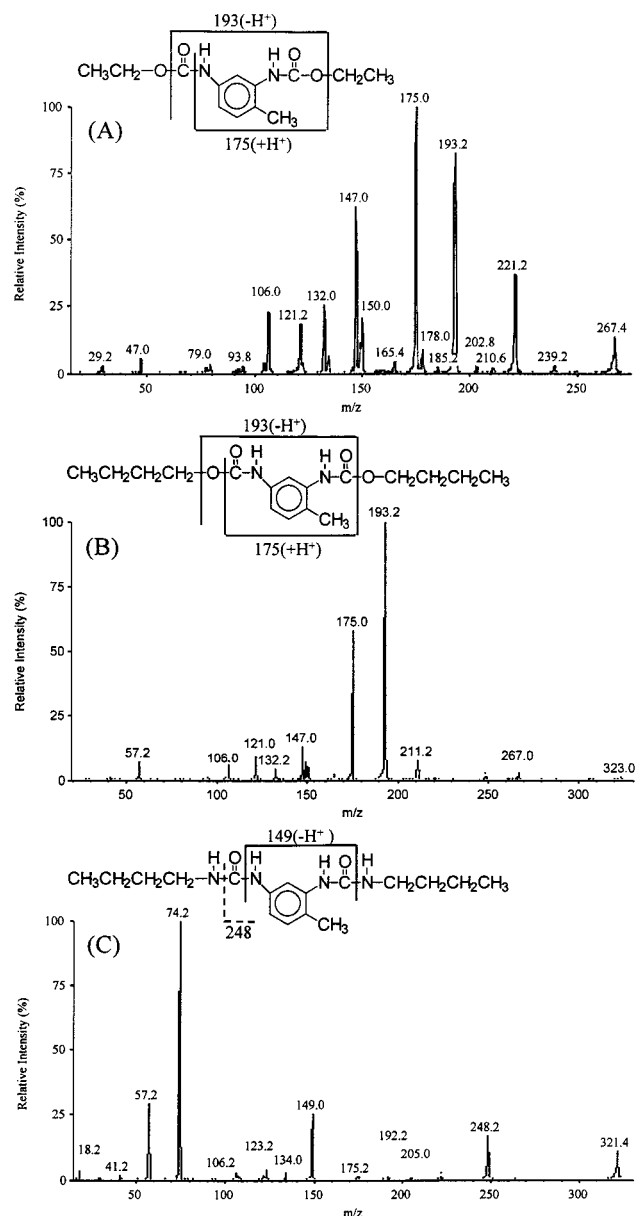 193(-H⁺)
H O H O
CH₃CH₂–O–C–N N–C–O–CH₂CH₃
CH₃
175(+H⁺)
(A)
Relative Intensity (%)
100
75
50
25
0
29.2 47.0 79.0 93.8 106.0 121.2 132.0 147.0 150.0 165.4 175.0 178.0 185.2 193.2 202.8 210.6 221.2 239.2 267.4
50 100 150 200 250
m/z
193(-H⁺)
O H H O
CH₃CH₂CH₂CH₂–O–C–N N–C–OCH₂CH₂CH₂CH₃
CH₃
175(+H⁺)
(B)
Relative Intensity (%)
100
75
50
25
0
57.2 106.0 121.0 132.2 147.0 175.0 193.2 211.2 267.0 323.0
50 100 150 200 250 300
m/z
149(-H⁺)
H O H H O H
CH₃CH₂CH₂CH₂–N–C–N N–C–N–CH₂CH₂CH₂CH₃
CH₃
248
(C)
Relative Intensity (%)
100
75
50
25
0
18.2 41.2 57.2 74.2 106.2 123.2 134.0 149.0 175.2 192.2 205.0 248.2 321.4
50 100 150 200 250 300
m/z